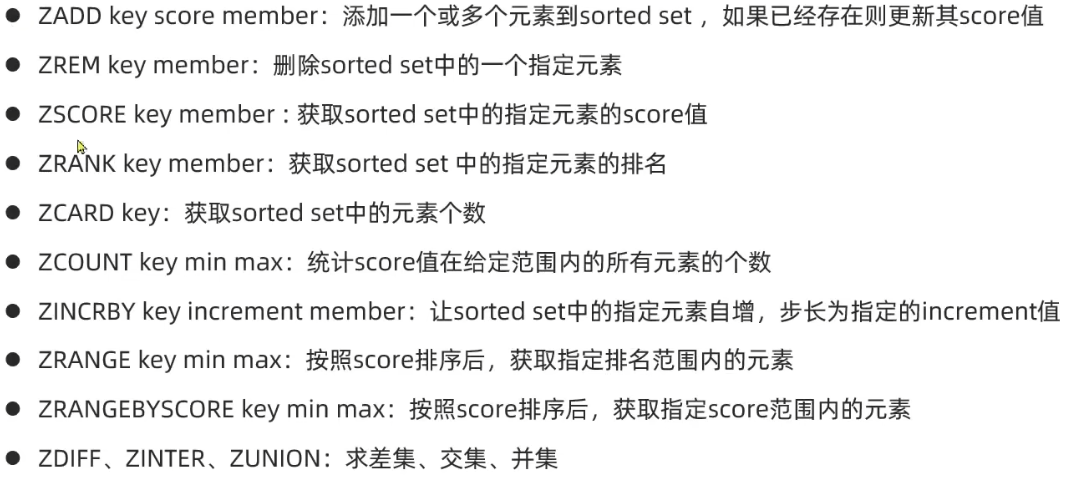 ● ZADD key score member：添加一个或多个元素到sorted set ，如果已经存在则更新其score值
● ZREM key member：删除sorted set中的一个指定元素
● ZSCORE key member : 获取sorted set中的指定元素的score值
● ZRANK key member：获取sorted set 中的指定元素的排名
● ZCARD key：获取sorted set中的元素个数
● ZCOUNT key min max：统计score值在给定范围内的所有元素的个数
● ZINCRBY key increment member：让sorted set中的指定元素自增，步长为指定的increment值
● ZRANGE key min max：按照score排序后，获取指定排名范围内的元素
● ZRANGEBYSCORE key min max：按照score排序后，获取指定score范围内的元素
● ZDIFF、ZINTER、ZUNION：求差集、交集、并集